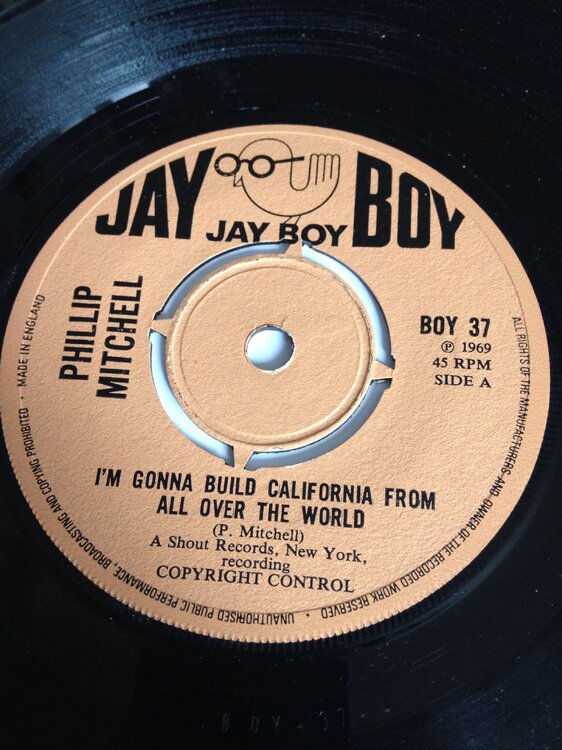 JAY BOY
JAY BOY
PHILLIP
MITCHELL
BOY 37
℗ 1969
45 RPM
SIDE A
I'M GONNA BUILD CALIFORNIA FROM
ALL OVER THE WORLD
(P. Mitchell)
A Shout Records, New York,
recording
COPYRIGHT CONTROL
ALL RIGHTS OF THE MANUFACTURERS AND OWNER OF THE RECORDED WORK RESERVED · UNAUTHORISED PUBLIC PERFORMANCE, BROADCASTING AND COPYING PROHIBITED · MADE IN ENGLAND
BOY-37